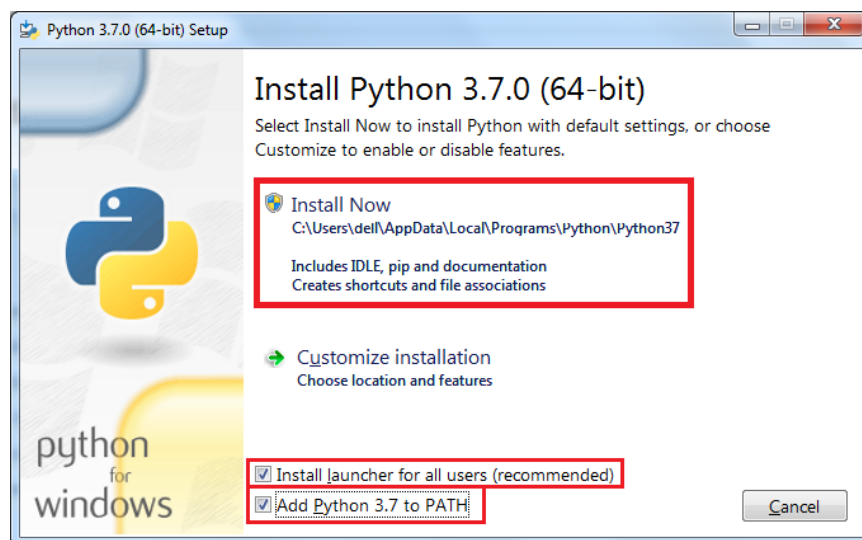 Python 3.7.0 (64-bit) Setup
Install Python 3.7.0 (64-bit)
Select Install Now to install Python with default settings, or choose
Customize to enable or disable features.
Install Now
C:\Users\dell\AppData\Local\Programs\Python\Python37
Includes IDLE, pip and documentation
Creates shortcuts and file associations
Customize installation
Choose location and features
python
for
windows
Install launcher for all users (recommended)
Add Python 3.7 to PATH
Cancel